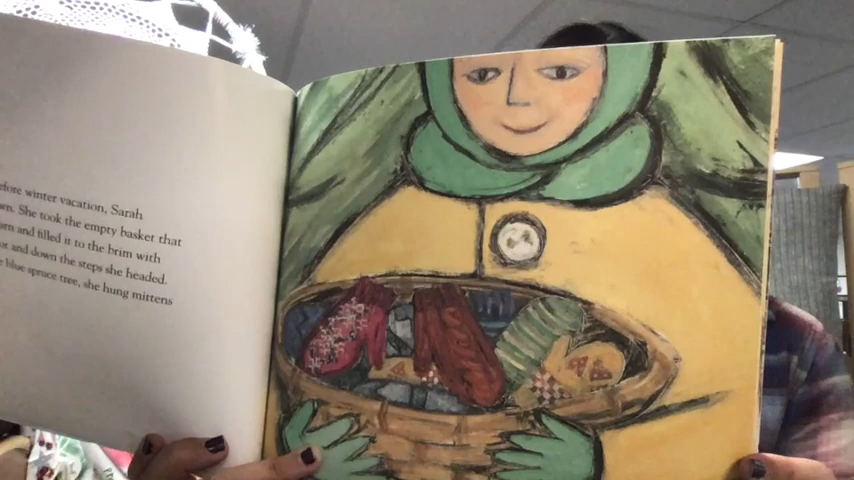 efore winter vacation, Sarah
wn. She took the empty basket that
arn and filled it to the brim with
or and down the steps she headed.
e blue spruce tree, she hung mittens